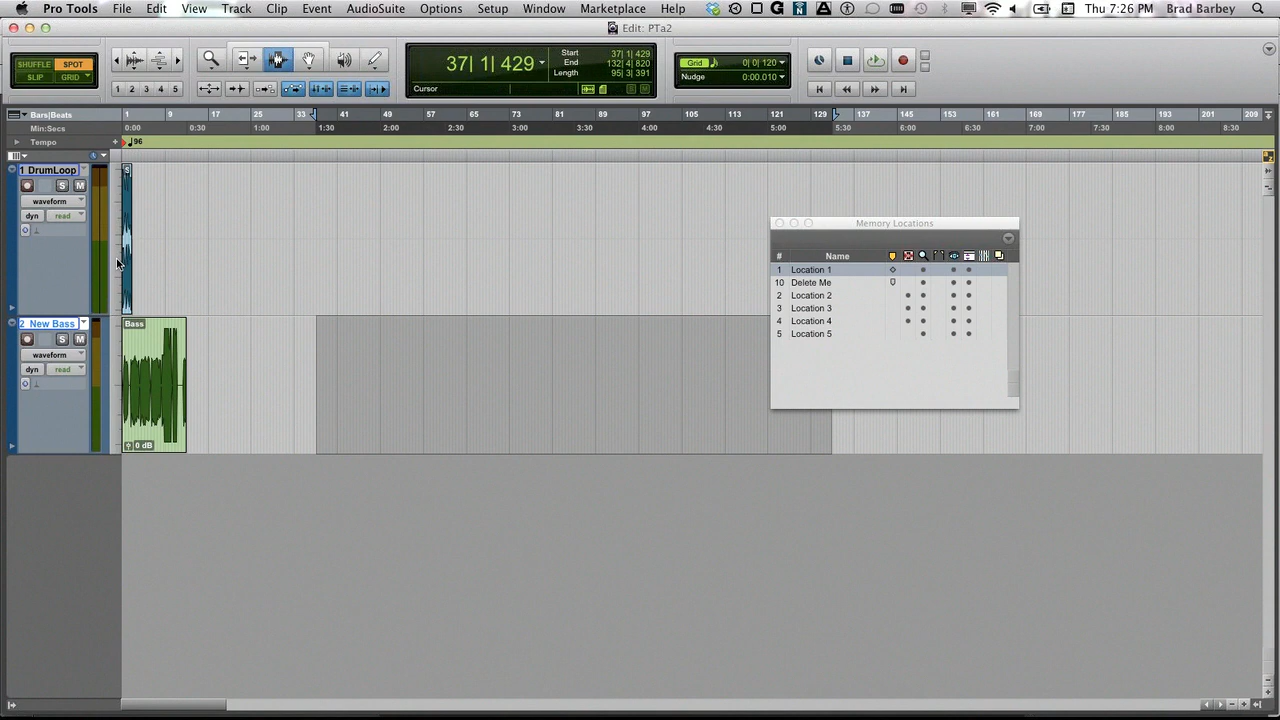 Pro Tools File Edit View Track Clip Event AudioSuite Options Setup Window Marketplace Help Thu 7:26 PM Brad Barbey
Edit: PTa2
SHUFFLE SPOT
SLIP GRID
1 2 3 4 5
37| 1| 429
Start 37| 1| 429
End 132| 4| 820
Length 95| 3| 391
Cursor
Grid 0| 0| 120
Nudge 0:00.010
Bars|Beats 1 9 17 25 33 41 49 57 65 73 81 89 97 105 113 121 129 137 145 153 161 169 177 185 193 201 209
Min:Secs 0:00 0:30 1:00 1:30 2:00 2:30 3:00 3:30 4:00 4:30 5:00 5:30 6:00 6:30 7:00 7:30 8:00 8:30
Tempo 96
1 DrumLoop
S M
waveform
dyn read
2 New Bass
S M
waveform
dyn read
Bass
0 dB
Memory Locations
# Name
1 Location 1
10 Delete Me
2 Location 2
3 Location 3
4 Location 4
5 Location 5